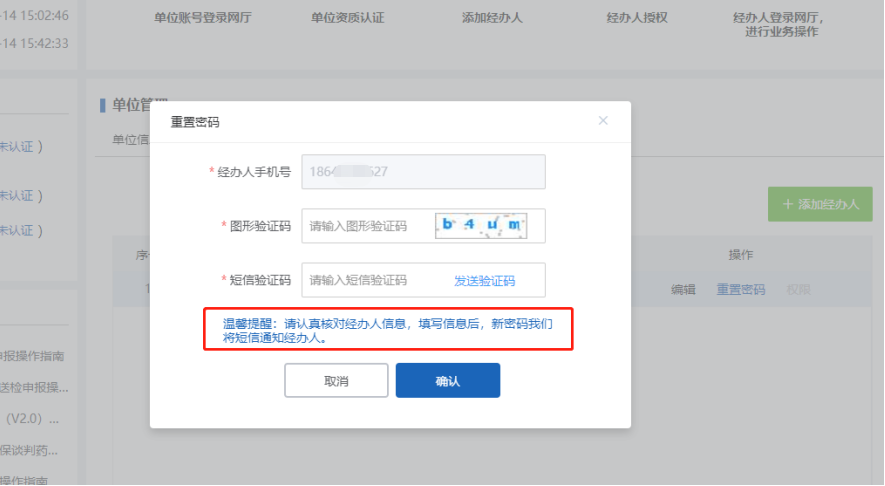 -14 15:02:46
-14 15:42:33
单位账号登录网厅
单位资质认证
添加经办人
经办人授权
经办人登录网厅，
进行业务操作
单位管理
单位信
未认证 )
未认证 )
未认证 )
重置密码
×
* 经办人手机号
1864
627
* 图形验证码
请输入图形验证码
b 4 u m
* 短信验证码
请输入短信验证码
发送验证码
温馨提醒：请认真核对经办人信息，填写信息后，新密码我们
将短信通知经办人。
取消
确认
+ 添加经办人
序
操作
1
编辑
重置密码
权限
申报操作指南
送检申报操...
（V2.0）...
保谈判药...
操作指南